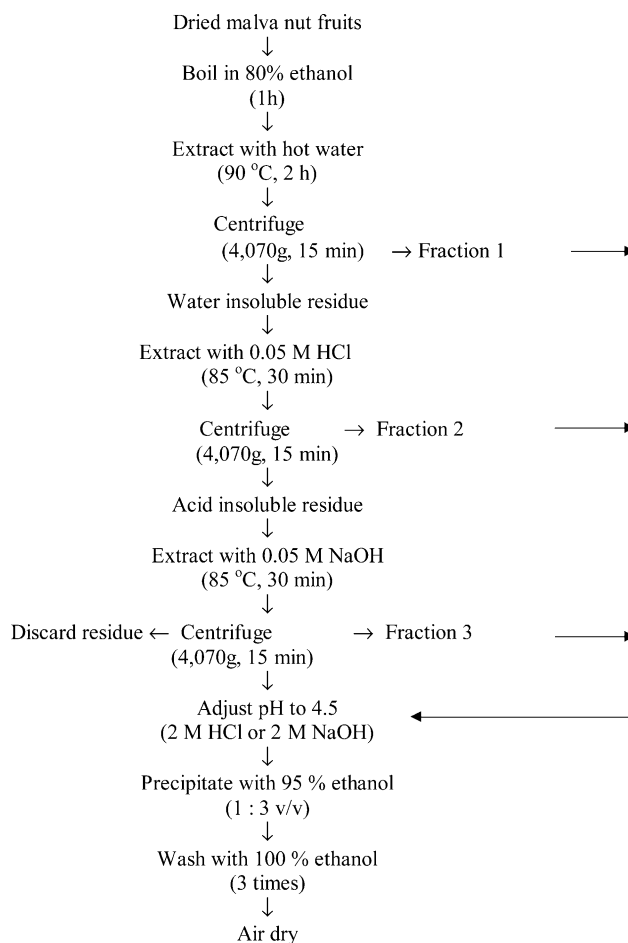 Dried malva nut fruits
↓
Boil in 80% ethanol
(1h)
↓
Extract with hot water
(90 °C, 2 h)
↓
Centrifuge
(4,070g, 15 min) → Fraction 1
↓
Water insoluble residue
↓
Extract with 0.05 M HCl
(85 °C, 30 min)
↓
Centrifuge → Fraction 2
(4,070g, 15 min)
↓
Acid insoluble residue
↓
Extract with 0.05 M NaOH
(85 °C, 30 min)
↓
Discard residue ← Centrifuge → Fraction 3
(4,070g, 15 min)
↓
Adjust pH to 4.5
(2 M HCl or 2 M NaOH)
↓
Precipitate with 95 % ethanol
(1 : 3 v/v)
↓
Wash with 100 % ethanol
(3 times)
↓
Air dry